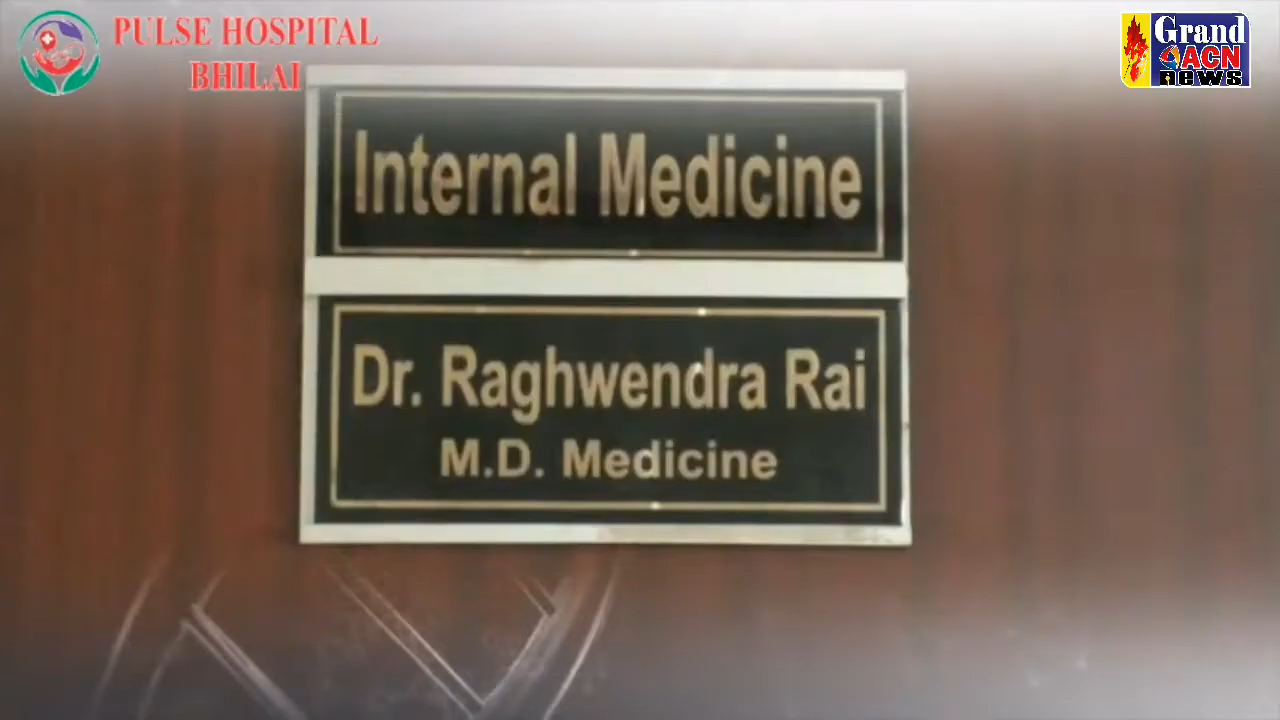 PULSE HOSPITAL
BHILAI
Grand
ACN
news
Internal Medicine
Dr. Raghwendra Rai
M.D. Medicine